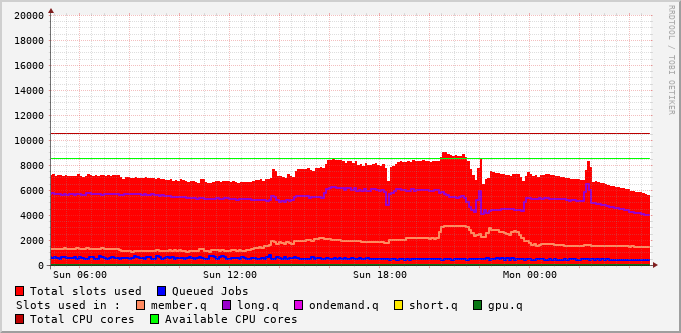 RRDTOOL / TOBI OETIKER
20000
18000
16000
14000
12000
10000
8000
6000
4000
2000
0
Sun 06:00 Sun 12:00 Sun 18:00 Mon 00:00
Total slots used Queued Jobs
Slots used in : member.q long.q ondemand.q short.q gpu.q
Total CPU cores Available CPU cores